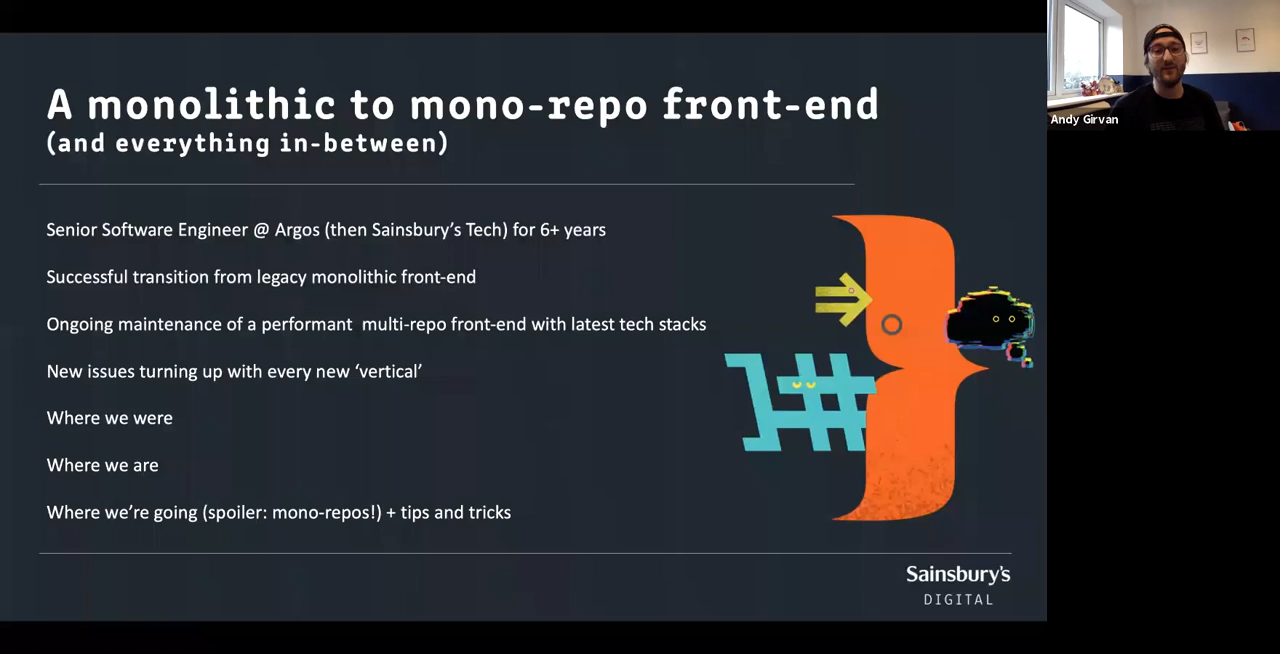 A monolithic to mono-repo front-end
(and everything in-between)
Senior Software Engineer @ Argos (then Sainsbury's Tech) for 6+ years
Successful transition from legacy monolithic front-end
Ongoing maintenance of a performant  multi-repo front-end with latest tech stacks
New issues turning up with every new ‘vertical’
Where we were
Where we are
Where we’re going (spoiler: mono-repos!) + tips and tricks
Sainsbury's
DIGITAL
Andy Girvan